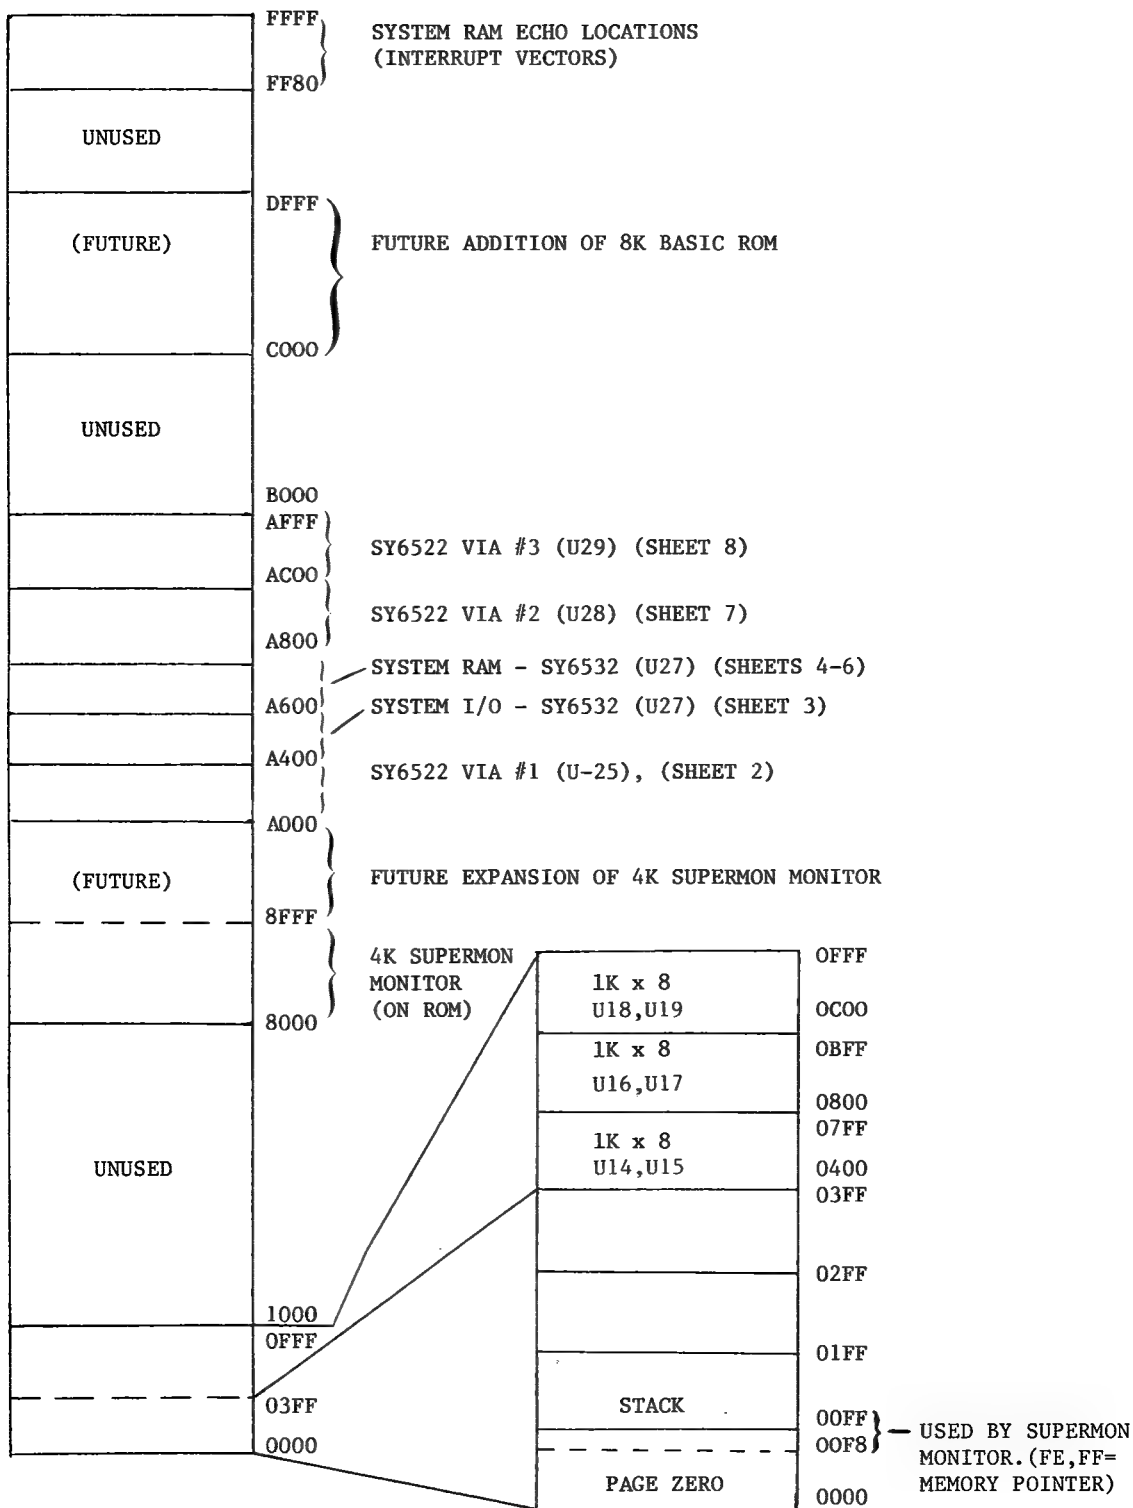 FFFF
SYSTEM RAM ECHO LOCATIONS
(INTERRUPT VECTORS)
FF80
UNUSED
DFFF
(FUTURE)
FUTURE ADDITION OF 8K BASIC ROM
C000
UNUSED
B000
AFFF
SY6522 VIA #3 (U29) (SHEET 8)
AC00
SY6522 VIA #2 (U28) (SHEET 7)
A800
SYSTEM RAM - SY6532 (U27) (SHEETS 4-6)
A600
SYSTEM I/O - SY6532 (U27) (SHEET 3)
A400
SY6522 VIA #1 (U-25), (SHEET 2)
A000
(FUTURE)
FUTURE EXPANSION OF 4K SUPERMON MONITOR
8FFF
4K SUPERMON
MONITOR
(ON ROM)
8000
UNUSED
1000
0FFF
03FF
0000
0FFF
1K x 8
U18,U19
0C00
1K x 8
0BFF
U16,U17
0800
07FF
1K x 8
U14,U15
0400
03FF
02FF
01FF
STACK
00FF
00F8
USED BY SUPERMON
MONITOR.(FE,FF=
MEMORY POINTER)
PAGE ZERO
0000